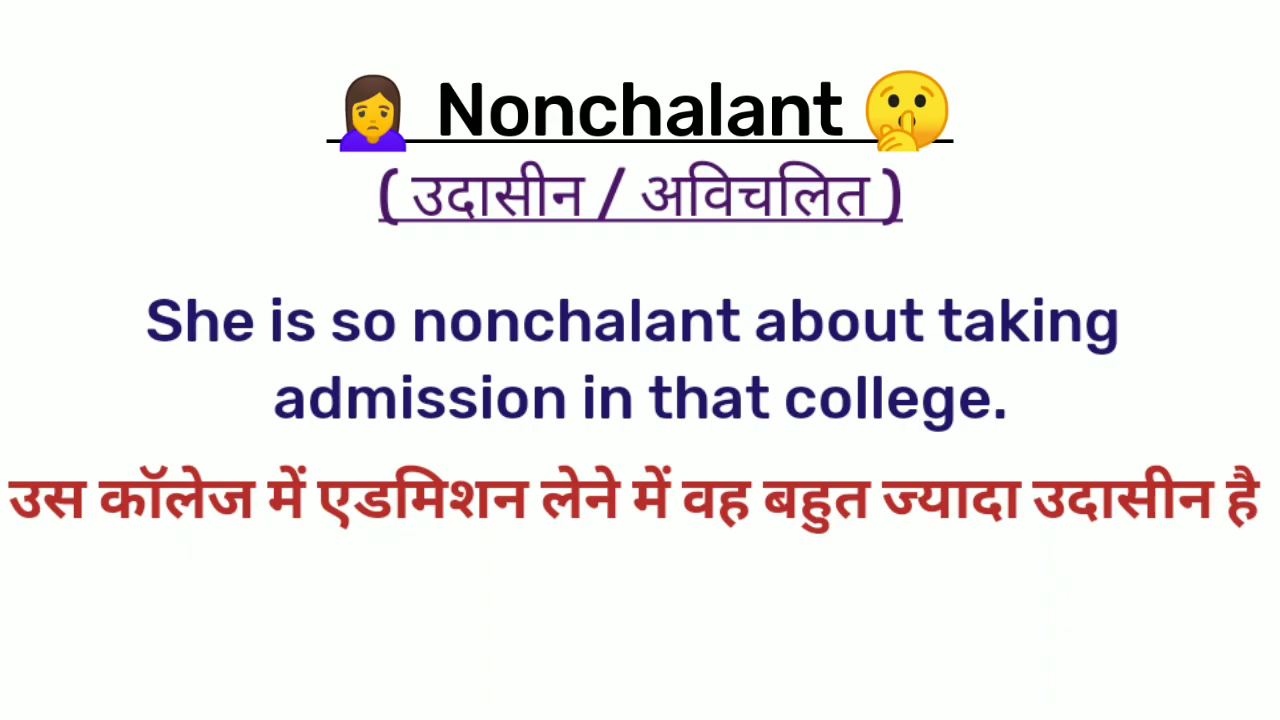 🙍‍♀️ Nonchalant 🤫
( उदासीन / अविचलित )
She is so nonchalant about taking
admission in that college.
उस कॉलेज में एडमिशन लेने में वह बहुत ज्यादा उदासीन है